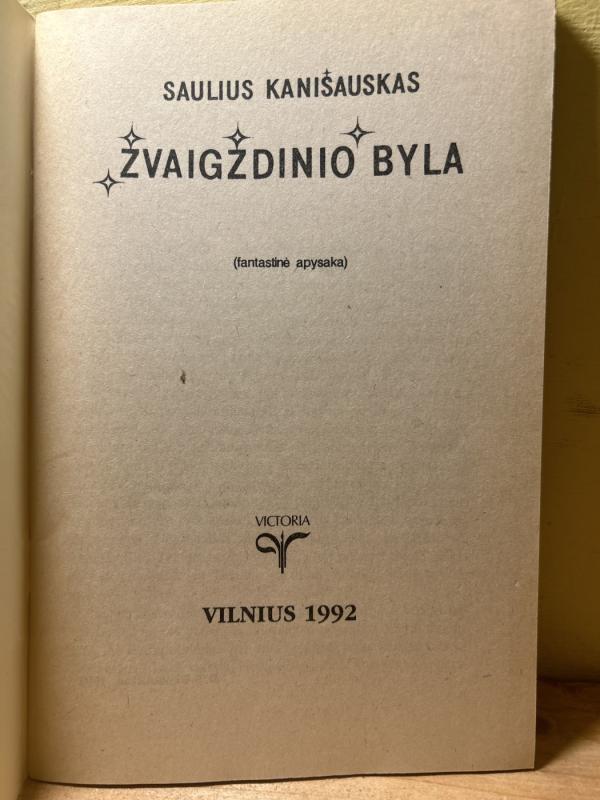 SAULIUS KANIŠAUSKAS
ŽVAIGŽDINIO BYLA
(fantastinė apysaka)
VICTORIA
VILNIUS 1992